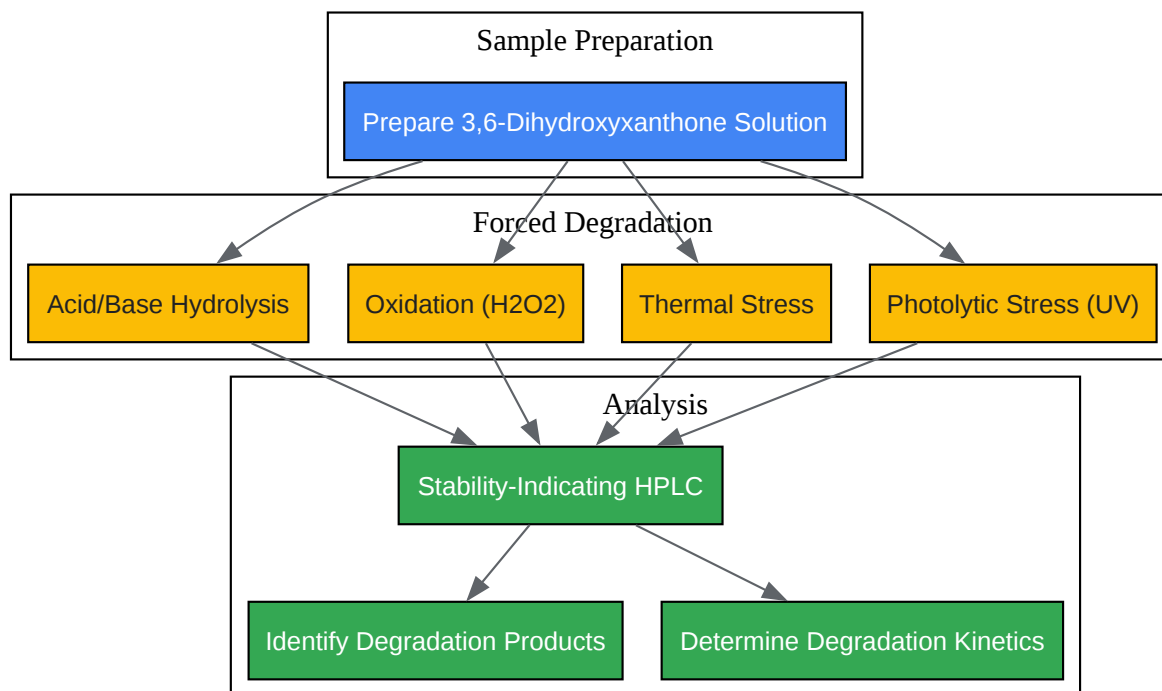 Sample Preparation
Prepare 3,6-Dihydroxyxanthone Solution
Forced Degradation
Acid/Base Hydrolysis
Oxidation (H2O2)
Thermal Stress
Photolytic Stress (UV)
Analysis
Stability-Indicating HPLC
Identify Degradation Products
Determine Degradation Kinetics